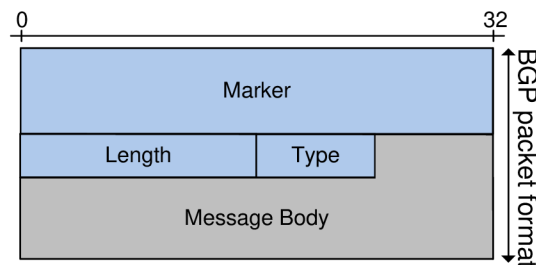 0 32
Marker
Length Type
Message Body
BGP packet format